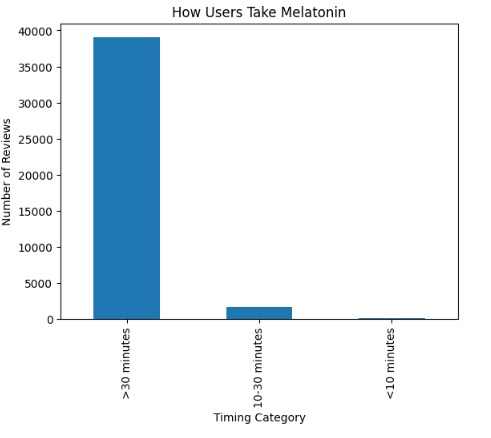 How Users Take Melatonin
Number of Reviews
40000
35000
30000
25000
20000
15000
10000
5000
0
>30 minutes
10-30 minutes
<10 minutes
Timing Category